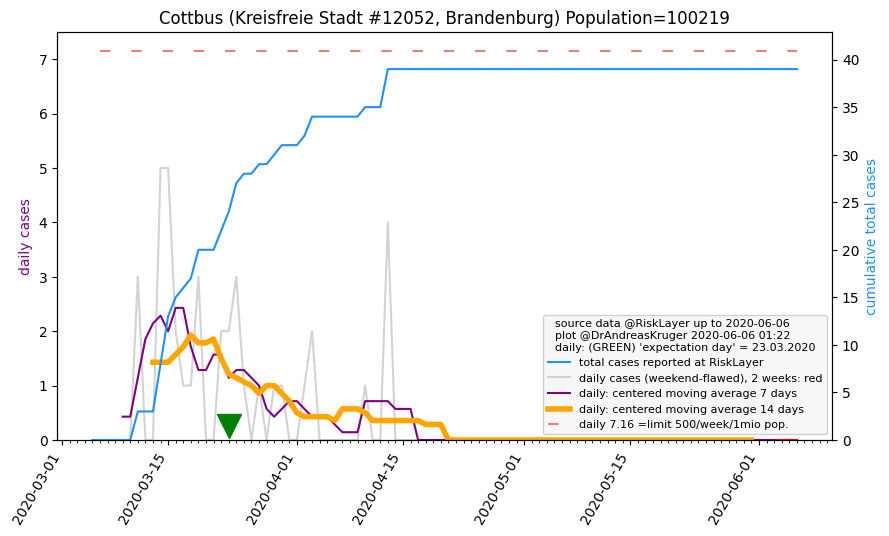 Cottbus (Kreisfreie Stadt #12052, Brandenburg) Population=100219
daily cases
7
6
5
4
3
2
1
0
40
35
30
25
20
15
10
5
0
cumulative total cases
source data @RiskLayer up to 2020-06-06
plot @DrAndreasKruger 2020-06-06 01:22
daily: (GREEN) 'expectation day' = 23.03.2020
total cases reported at RiskLayer
daily cases (weekend-flawed), 2 weeks: red
daily: centered moving average 7 days
daily: centered moving average 14 days
daily 7.16 =limit 500/week/1mio pop.
2020-03-01
2020-03-15
2020-04-01
2020-04-15
2020-05-01
2020-05-15
2020-06-01